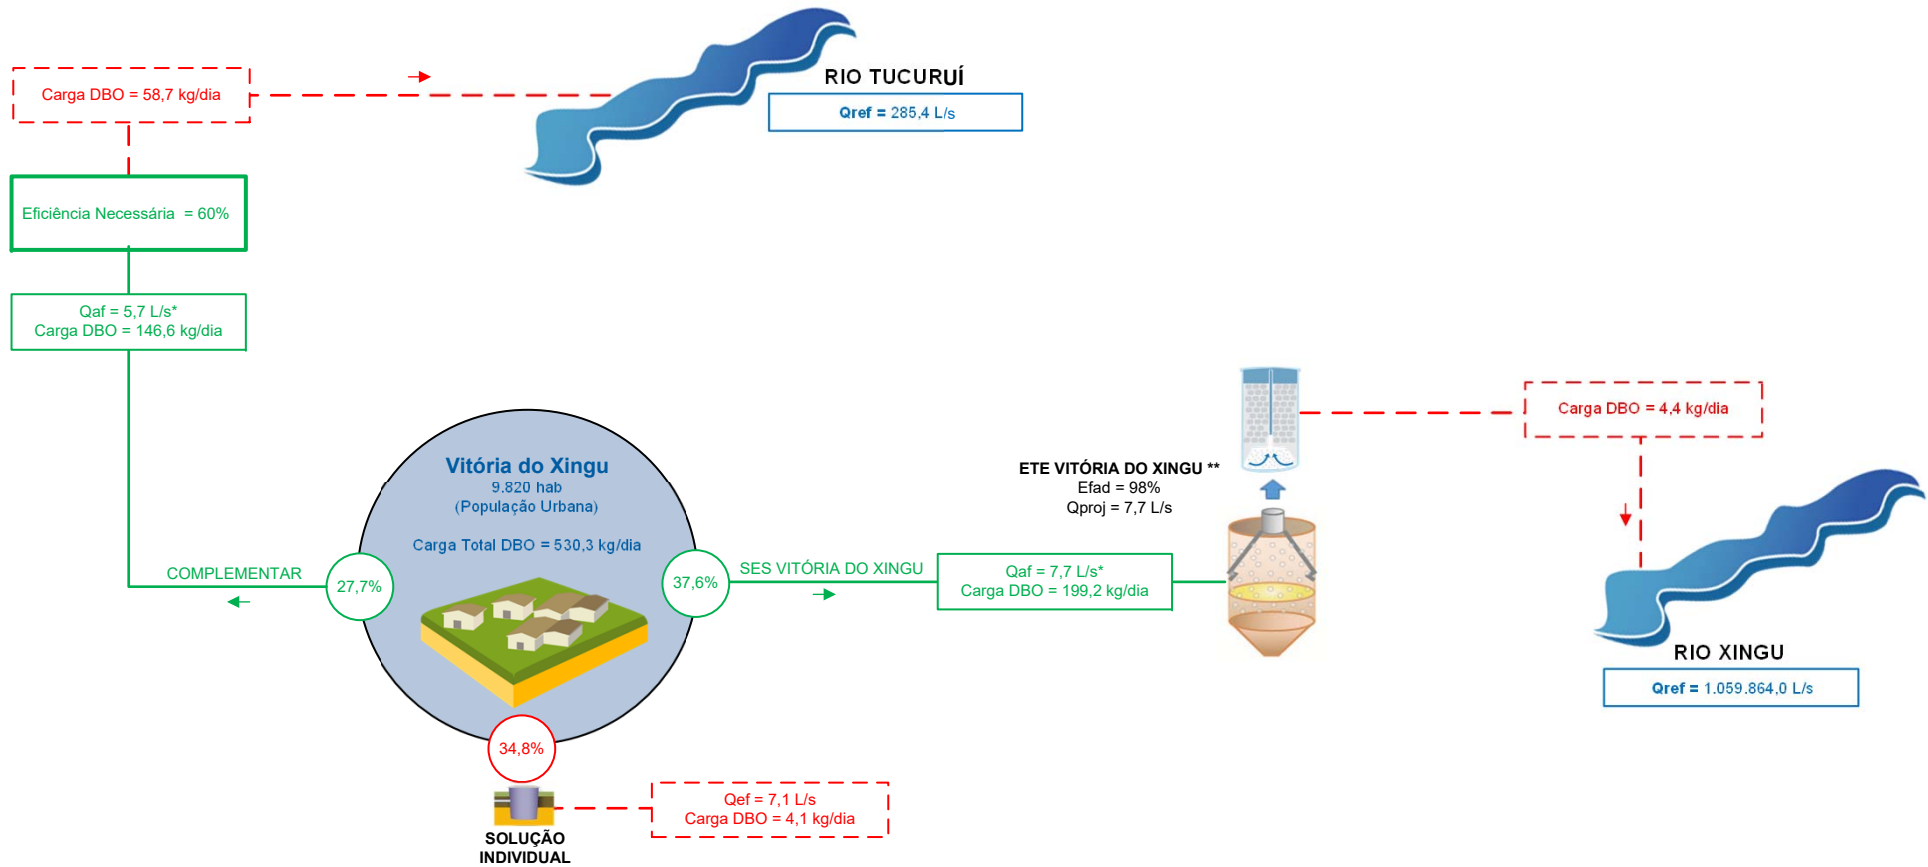 RIO TUCURUÍ
Qref = 285,4 L/s
Carga DBO = 58,7 kg/dia
Eficiência Necessária = 60%
Qaf = 5,7 L/s*
Carga DBO = 146,6 kg/dia
COMPLEMENTAR
27,7%
Vitória do Xingu
9.820 hab
(População Urbana)
Carga Total DBO = 530,3 kg/dia
37,6%
SES VITÓRIA DO XINGU
Qaf = 7,7 L/s*
Carga DBO = 199,2 kg/dia
ETE VITÓRIA DO XINGU **
Efad = 98%
Qproj = 7,7 L/s
Carga DBO = 4,4 kg/dia
RIO XINGU
Qref = 1.059.864,0 L/s
34,8%
SOLUÇÃO
INDIVIDUAL
Qef = 7,1 L/s
Carga DBO = 4,1 kg/dia